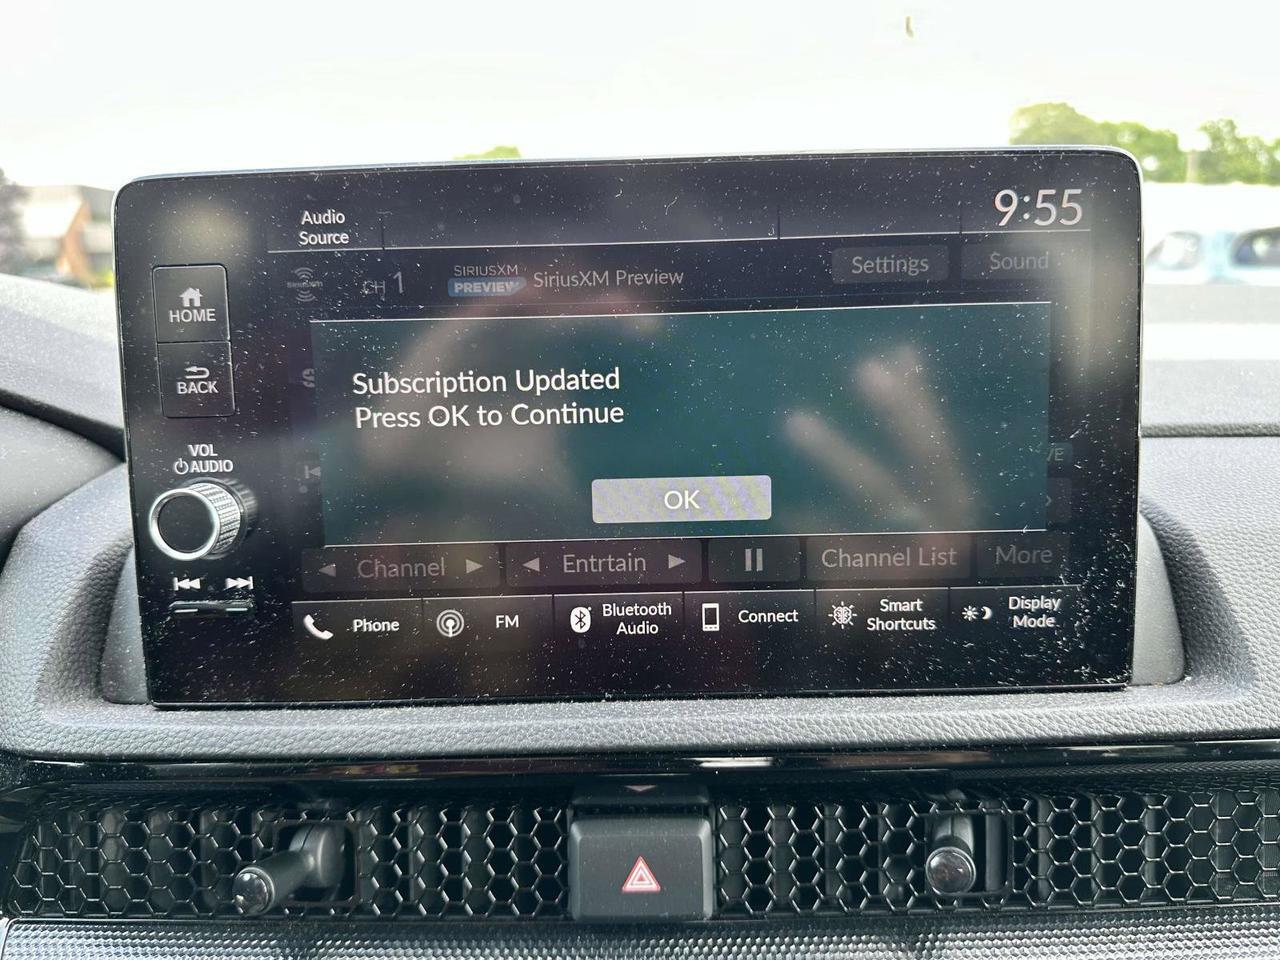 Audio
Source
9:55
HOME
CH 1
SIRIUSXM
PREVIEW
SiriusXM Preview
Settings
Sound
BACK
Subscription Updated
Press OK to Continue
VOL
AUDIO
OK
Channel
Entrtain
Channel List
More
Phone
FM
Bluetooth
Audio
Connect
Smart
Shortcuts
Display
Mode